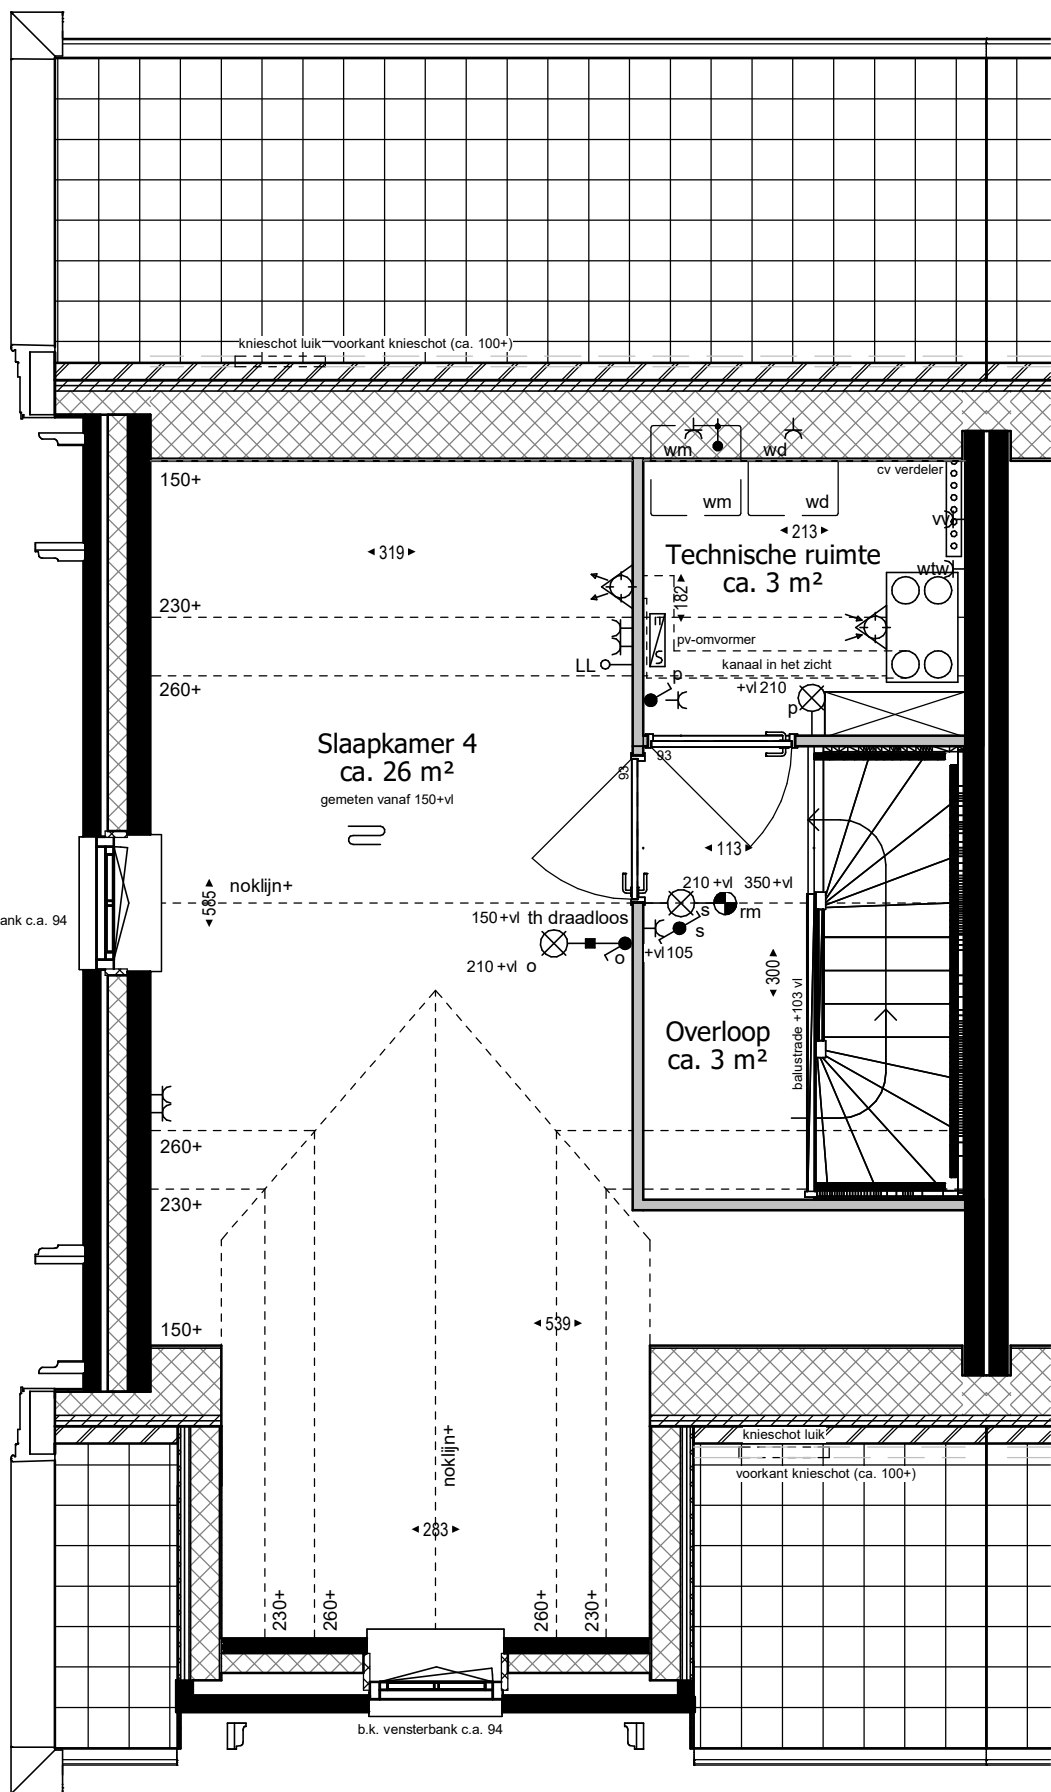 knieschot luik
voorkant knieschot (ca. 100+)
wm
wd
cv verdeler
150+
wm
wd
vv
213
319
Technische ruimte
ca. 3 m²
wtw
182
230+
pv-omvormer
S
LL
kanaal in het zicht
p
260+
+vl 210
p
Slaapkamer 4
ca. 26 m²
gemeten vanaf 150+vl
93
93
113
noklijn+
585
210 +vl
350 +vl
ank c.a. 94
150+vl
th draadloos
s
rm
s
o
+vl 105
210 +vl
o
300
balustrade +103 vl
Overloop
ca. 3 m²
260+
230+
150+
539
knieschot luik
voorkant knieschot (ca. 100+)
noklijn+
283
230+
260+
260+
230+
b.k. vensterbank c.a. 94